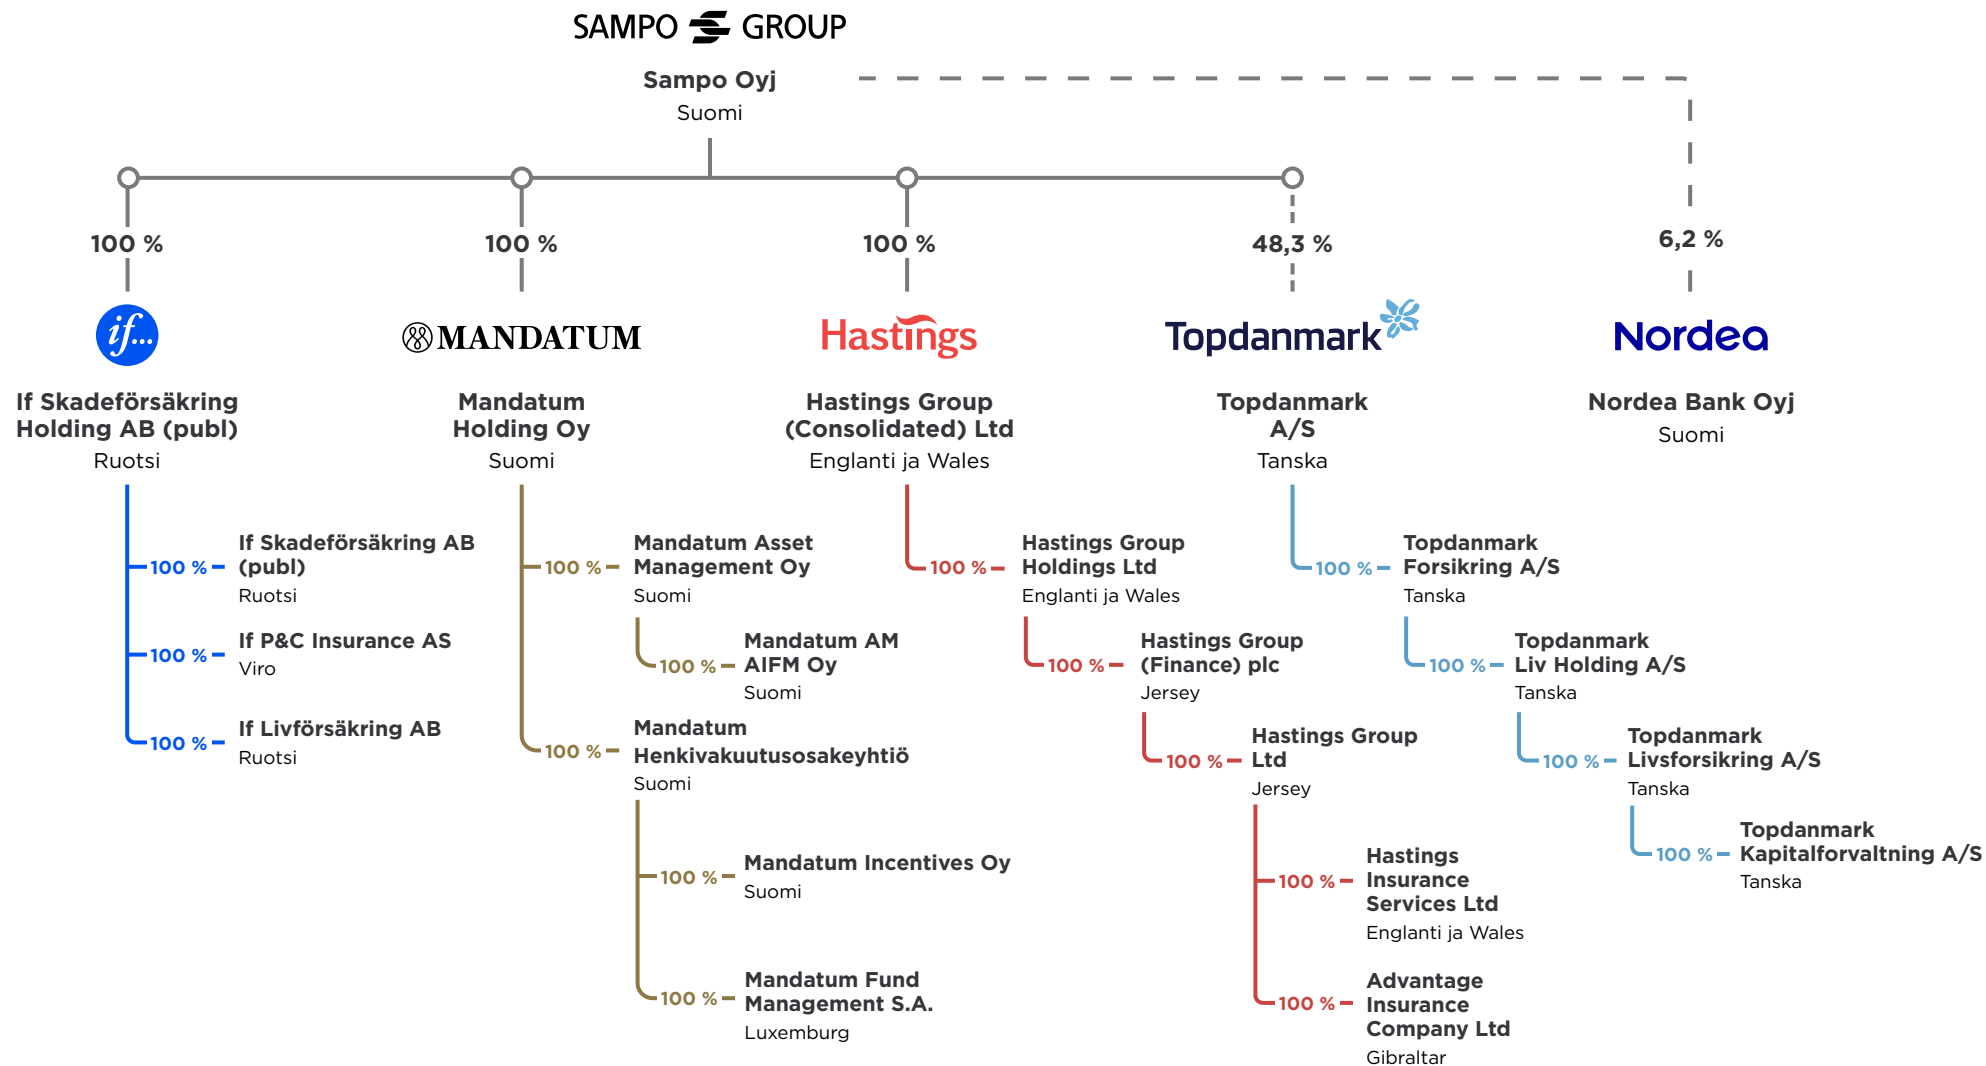 SAMPO GROUP
Sampo Oyj
Suomi
100 %
100 %
100 %
48,3 %
6,2 %
if...
MANDATUM
Hastings
Topdanmark
Nordea
If Skadeförsäkring
Holding AB (publ)
Ruotsi
Mandatum
Holding Oy
Suomi
Hastings Group
(Consolidated) Ltd
Englanti ja Wales
Topdanmark
A/S
Tanska
Nordea Bank Oyj
Suomi
100 %
If Skadeförsäkring AB
(publ)
Ruotsi
100 %
If P&C Insurance AS
Viro
100 %
If Livförsäkring AB
Ruotsi
100 %
Mandatum Asset
Management Oy
Suomi
100 %
Mandatum AM
AIFM Oy
Suomi
100 %
Mandatum
Henkivakuutusosakeyhtiö
Suomi
100 %
Mandatum Incentives Oy
Suomi
100 %
Mandatum Fund
Management S.A.
Luxemburg
100 %
Hastings Group
Holdings Ltd
Englanti ja Wales
100 %
Hastings Group
(Finance) plc
Jersey
100 %
Hastings Group
Ltd
Jersey
100 %
Hastings
Insurance
Services Ltd
Englanti ja Wales
100 %
Advantage
Insurance
Company Ltd
Gibraltar
100 %
Topdanmark
Forsikring A/S
Tanska
100 %
Topdanmark
Liv Holding A/S
Tanska
100 %
Topdanmark
Livsforsikring A/S
Tanska
100 %
Topdanmark
Kapitalforvaltning A/S
Tanska